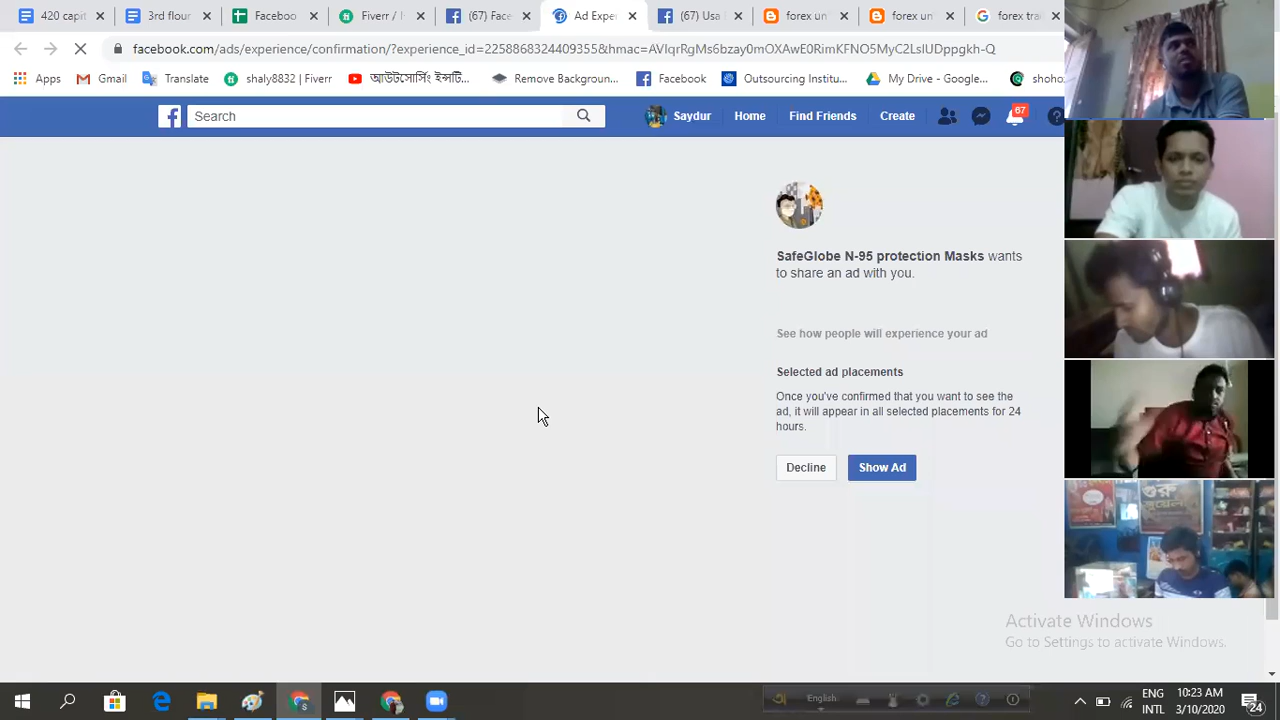 420 capt
3rd flour
Facebo
Fiverr / I
(67) Face
Ad Exper
(67) Usa
forex un
forex un
forex tra
facebook.com/ads/experience/confirmation/?experience_id=2258868324409355&hmac=AVIqrRgMs6bzay0mOXAwE0RimKFNO5MyC2LsIUDppgkh-Q
Apps
Gmail
Translate
shaly8832 | Fiverr
আউটসোর্সিং ইন্সটি...
Remove Backgroun...
Facebook
Outsourcing Institu...
My Drive - Google...
shoho
Search
Saydur
Home
Find Friends
Create
67
SafeGlobe N-95 protection Masks wants
to share an ad with you.
See how people will experience your ad
Selected ad placements
Once you've confirmed that you want to see the
ad, it will appear in all selected placements for 24
hours.
Decline
Show Ad
গুরু
Activate Windows
Go to Settings to activate Windows.
English
ENG
INTL
10:23 AM
3/10/2020
24